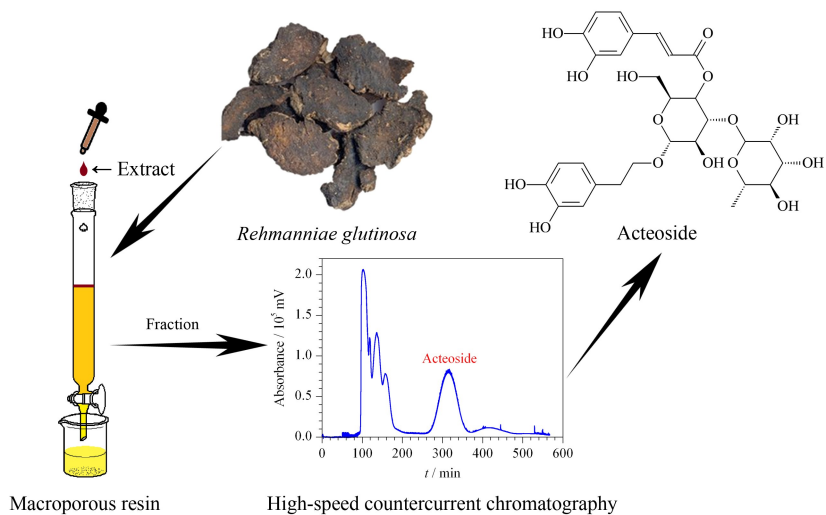 HO
HO
O
HO
O
O
O
O
O
OH
OH
O
OH
OH
HO
HO
← Extract
Rehmanniae glutinosa
Acteoside
Fraction
Absorbance / 10⁵ mV
2.0
1.5
1.0
0.5
0.0
Acteoside
0 100 200 300 400 500 600
t / min
Macroporous resin
High-speed countercurrent chromatography